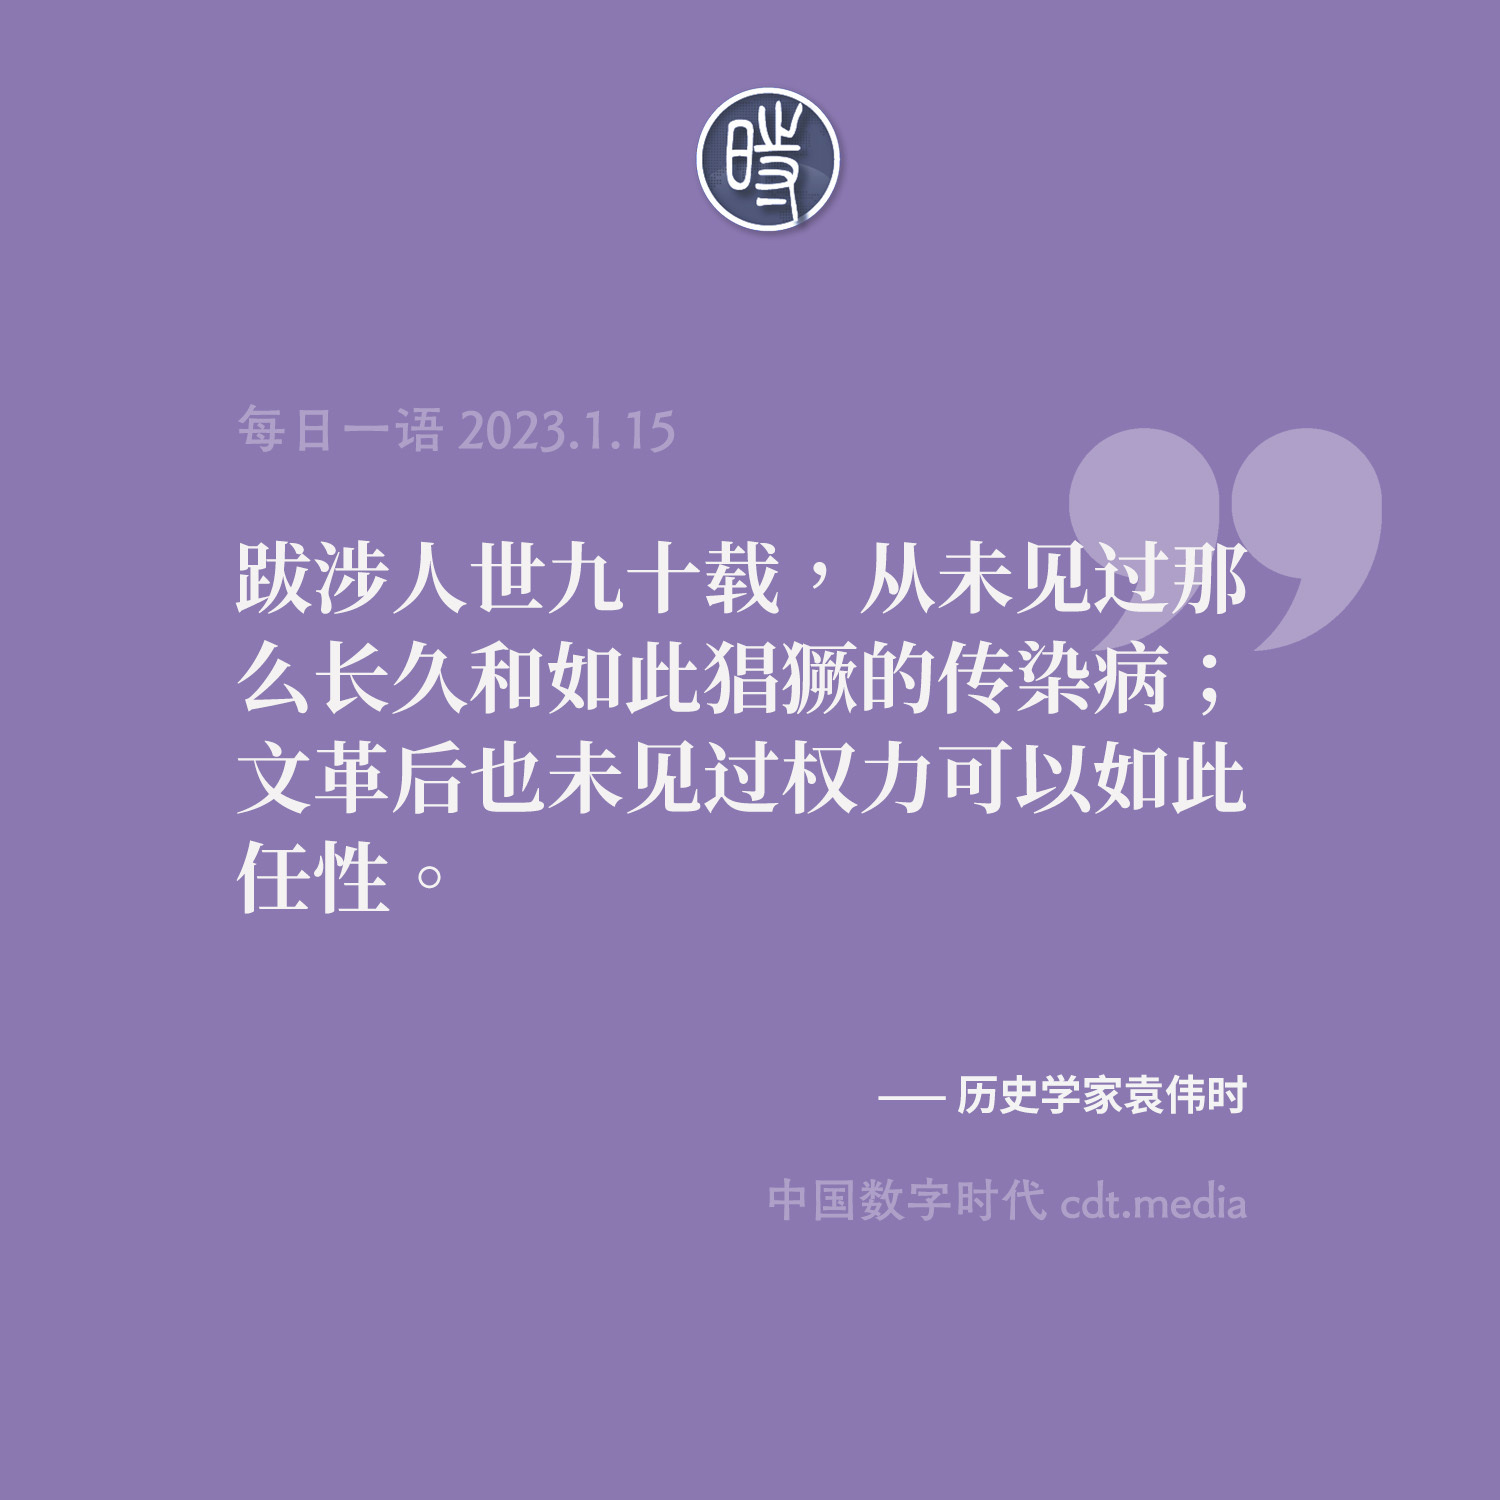 時
每日一语 2023.1.15
跋涉人世九十载，从未见过那
么长久和如此猖獗的传染病；
文革后也未见过权力可以如此
任性。
—— 历史学家袁伟时
中国数字时代 cdt.media